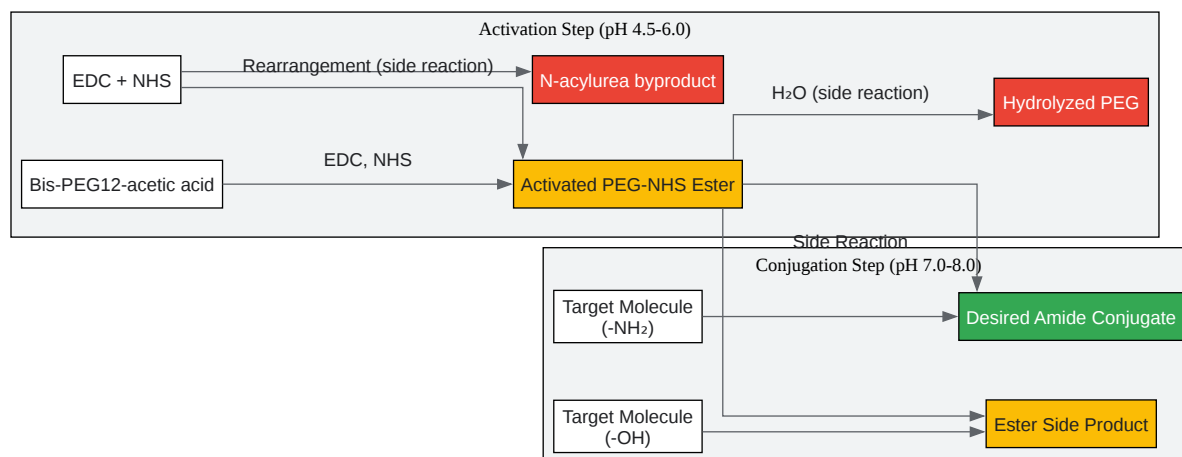 Activation Step (pH 4.5-6.0)
EDC + NHS
Rearrangement (side reaction)
N-acylurea byproduct
H₂O (side reaction)
Hydrolyzed PEG
Bis-PEG12-acetic acid
EDC, NHS
Activated PEG-NHS Ester
Side Reaction
Conjugation Step (pH 7.0-8.0)
Target Molecule
(-NH₂)
Desired Amide Conjugate
Target Molecule
(-OH)
Ester Side Product